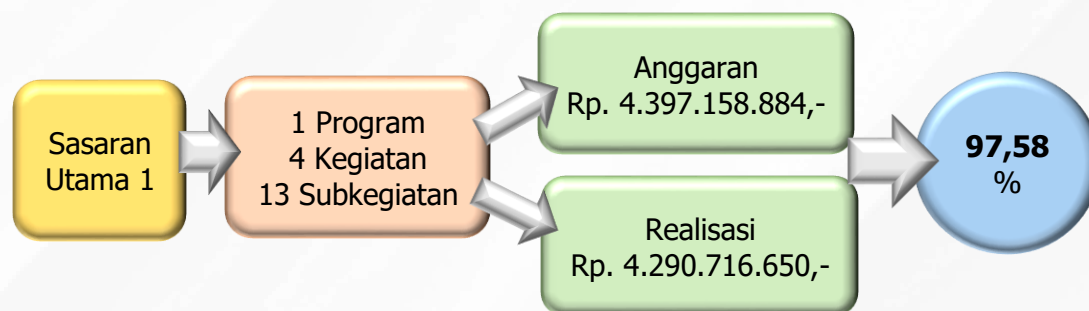 Sasaran
Utama 1
1 Program
4 Kegiatan
13 Subkegiatan
Anggaran
Rp. 4.397.158.884,-
Realisasi
Rp. 4.290.716.650,-
97,58
%